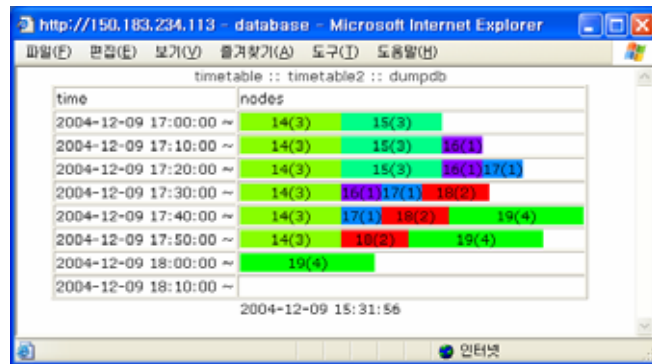 http://150.183.234.113 - database - Microsoft Internet Explorer
파일(F) 편집(E) 보기(V) 즐겨찾기(A) 도구(T) 도움말(H)
timetable :: timetable2 :: dumpdb
time nodes
2004-12-09 17:00:00 ~ 14(3) 15(3)
2004-12-09 17:10:00 ~ 14(3) 15(3) 16(1)
2004-12-09 17:20:00 ~ 14(3) 15(3) 16(1) 17(1)
2004-12-09 17:30:00 ~ 14(3) 16(1) 17(1) 18(2)
2004-12-09 17:40:00 ~ 14(3) 17(1) 18(2) 19(4)
2004-12-09 17:50:00 ~ 14(3) 18(2) 19(4)
2004-12-09 18:00:00 ~ 19(4)
2004-12-09 18:10:00 ~
2004-12-09 15:31:56
인터넷